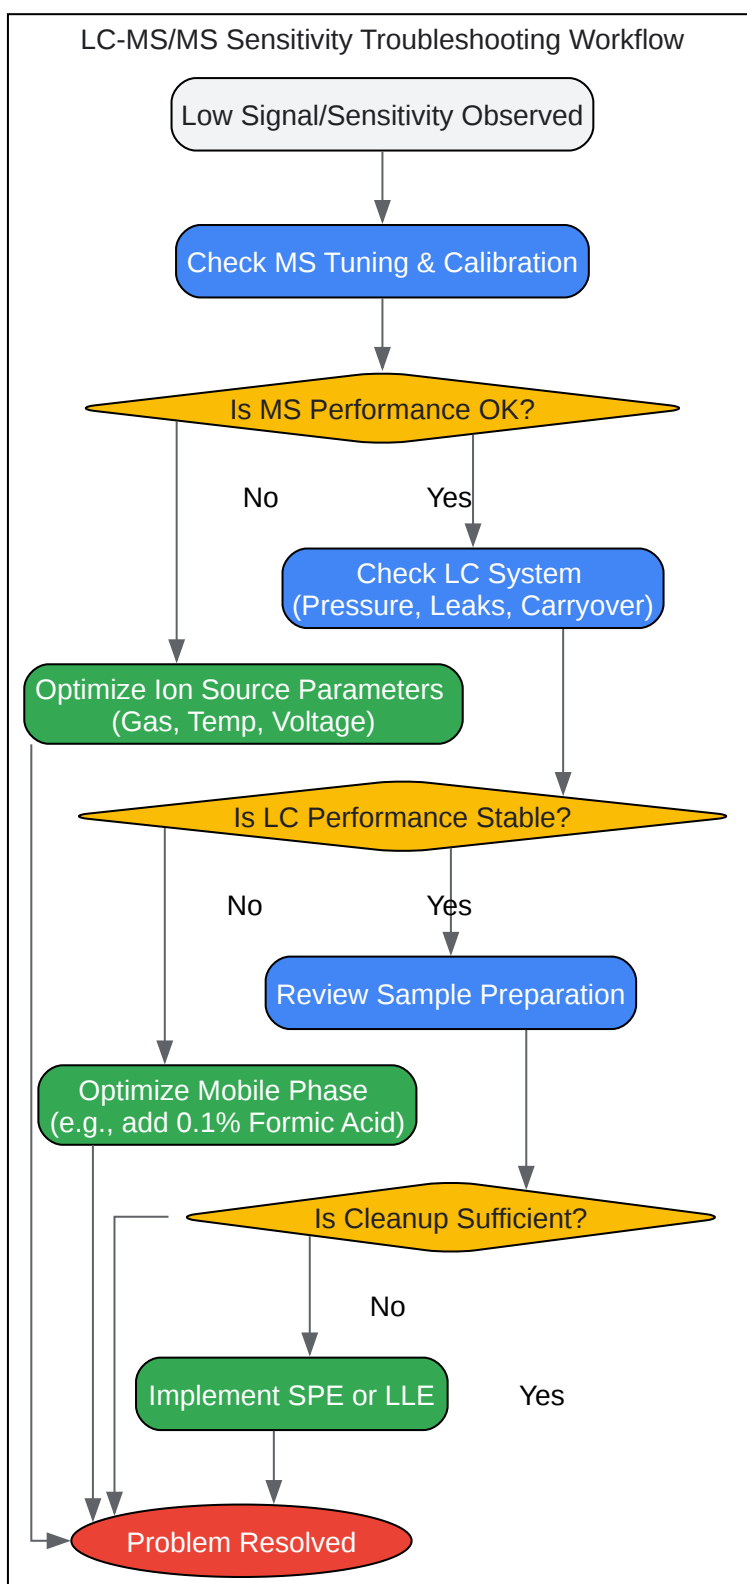 LC-MS/MS Sensitivity Troubleshooting Workflow
Low Signal/Sensitivity Observed
Check MS Tuning & Calibration
Is MS Performance OK?
No
Yes
Check LC System
(Pressure, Leaks, Carryover)
Optimize Ion Source Parameters
(Gas, Temp, Voltage)
Is LC Performance Stable?
No
Yes
Review Sample Preparation
Optimize Mobile Phase
(e.g., add 0.1% Formic Acid)
Is Cleanup Sufficient?
No
Implement SPE or LLE
Yes
Problem Resolved